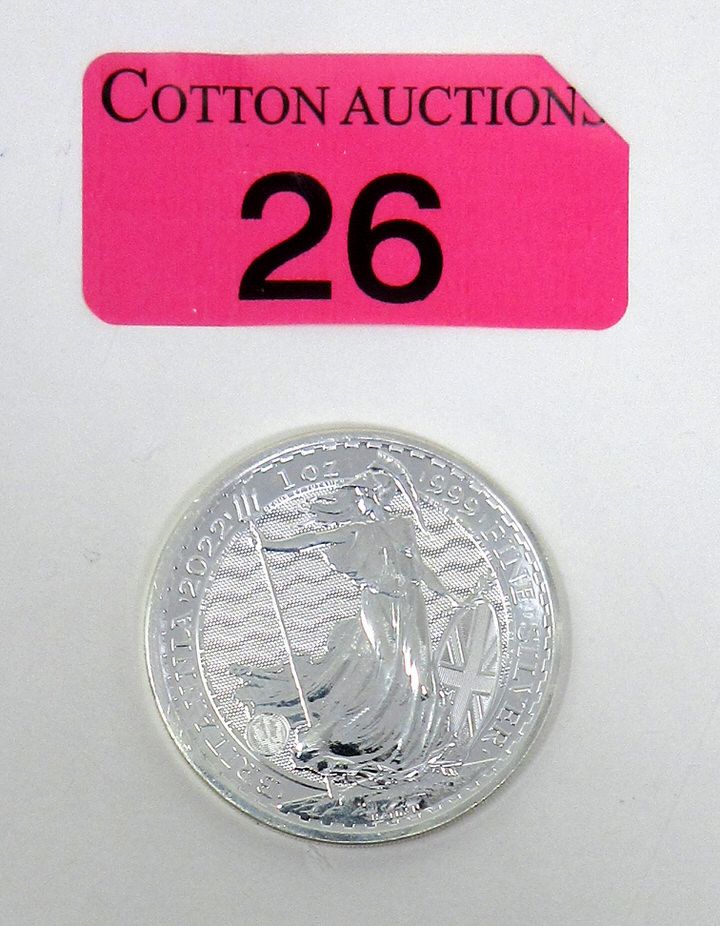 COTTON AUCTIONS
26
BRITANNIA 2022 1 oz 999 FINE SILVER